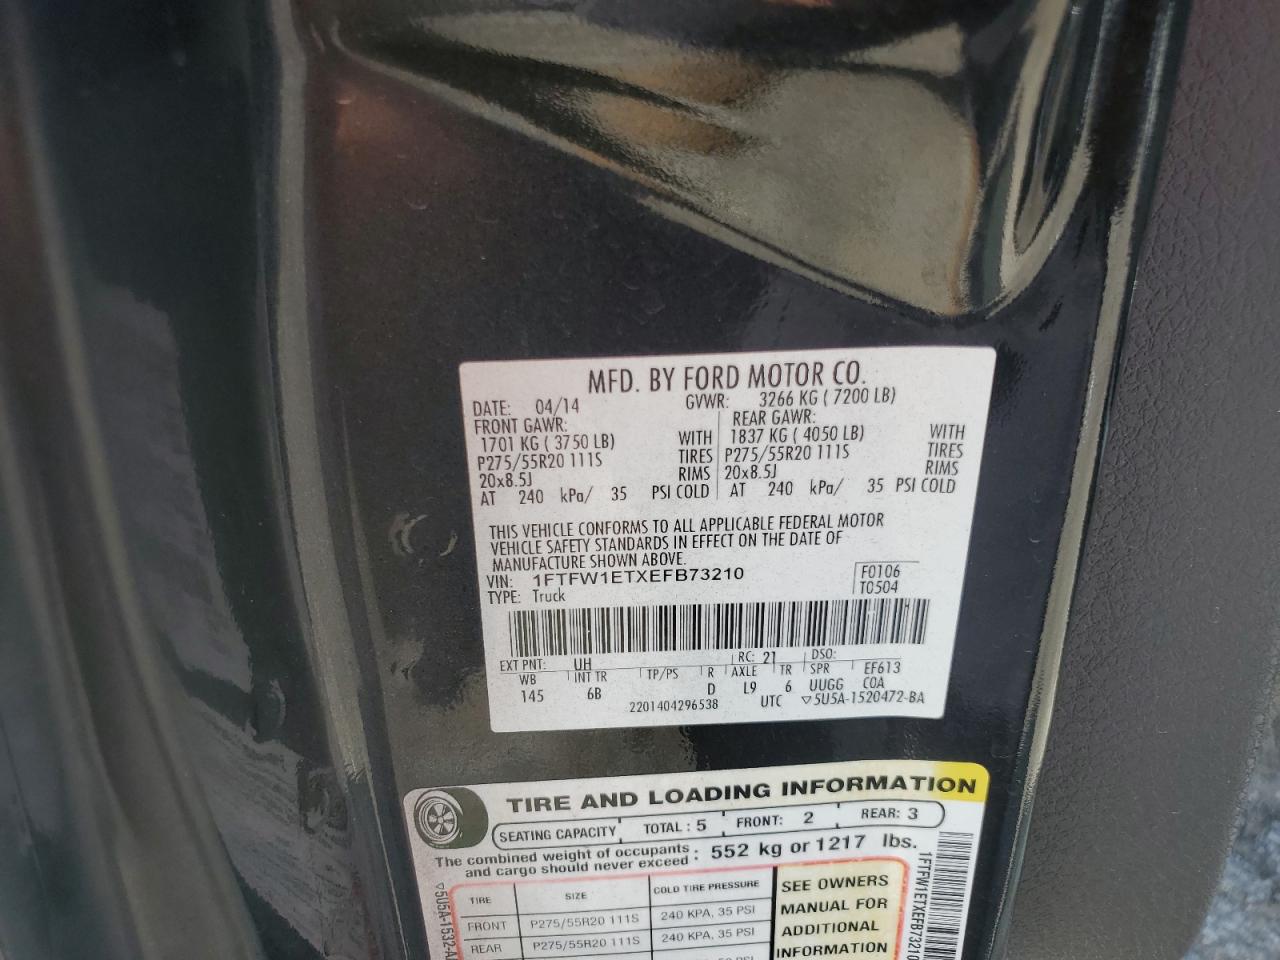 MFD. BY FORD MOTOR CO.
DATE: 04/14 GVWR: 3266 KG ( 7200 LB)
FRONT GAWR: REAR GAWR:
1701 KG ( 3750 LB) WITH 1837 KG ( 4050 LB) WITH
P275/55R20 111S TIRES P275/55R20 111S TIRES
20x8.5J RIMS 20x8.5J RIMS
AT 240 kPa/ 35 PSI COLD AT 240 kPa/ 35 PSI COLD
THIS VEHICLE CONFORMS TO ALL APPLICABLE FEDERAL MOTOR
VEHICLE SAFETY STANDARDS IN EFFECT ON THE DATE OF
MANUFACTURE SHOWN ABOVE.
VIN: 1FTFW1ETXEFB73210 F0106
TYPE: Truck T0504
EXT PNT: UH RC: 21 DSO:
WB INT TR TP/PS R AXLE TR SPR EF613
145 6B D L9 6 UUGG COA
2201404296538 UTC ▽5U5A-1520472-BA
TIRE AND LOADING INFORMATION
SEATING CAPACITY TOTAL : 5 FRONT: 2 REAR: 3
The combined weight of occupants
and cargo should never exceed : 552 kg or 1217 lbs.
TIRE SIZE COLD TIRE PRESSURE
FRONT P275/55R20 111S 240 KPA, 35 PSI
REAR P275/55R20 111S 240 KPA, 35 PSI
SEE OWNERS
MANUAL FOR
ADDITIONAL
INFORMATION
1FTFW1ETXEFB73210